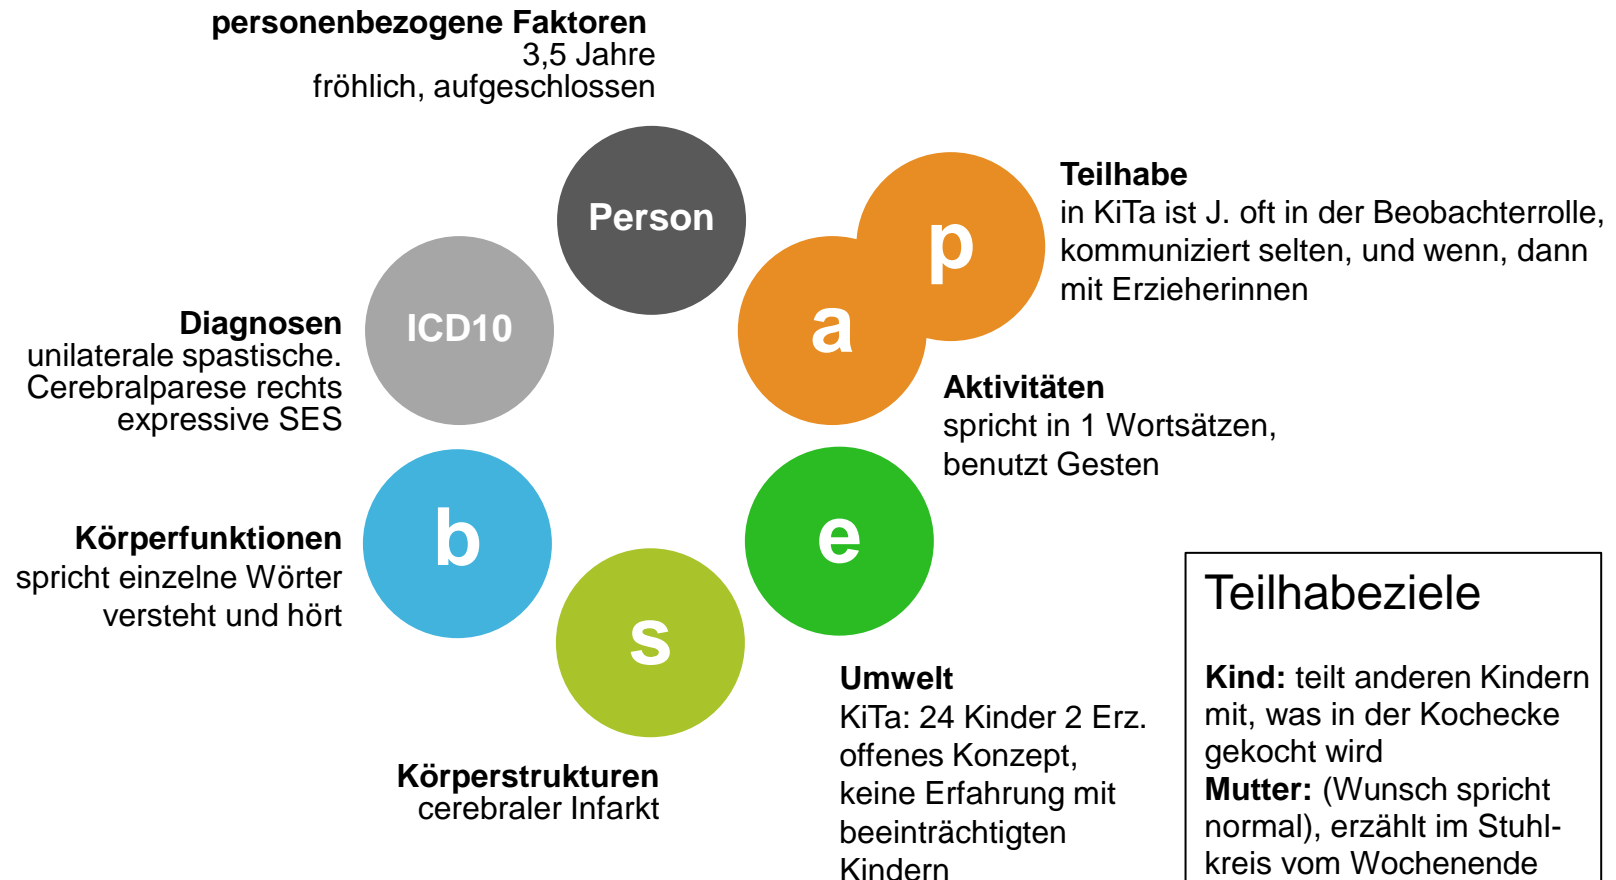 personenbezogene Faktoren
3,5 Jahre
fröhlich, aufgeschlossen
Person
p
Teilhabe
in KiTa ist J. oft in der Beobachterrolle,
kommuniziert selten, und wenn, dann
mit Erzieherinnen
Diagnosen
unilaterale spastische.
Cerebralparese rechts
expressive SES
ICD10
a
Aktivitäten
spricht in 1 Wortsätzen,
benutzt Gesten
Körperfunktionen
spricht einzelne Wörter
versteht und hört
b
e
s
Körperstrukturen
cerebraler Infarkt
Umwelt
KiTa: 24 Kinder 2 Erz.
offenes Konzept,
keine Erfahrung mit
beeinträchtigten
Kindern
Teilhabeziele
Kind: teilt anderen Kindern
mit, was in der Kochecke
gekocht wird
Mutter: (Wunsch spricht
normal), erzählt im Stuhl-
kreis vom Wochenende